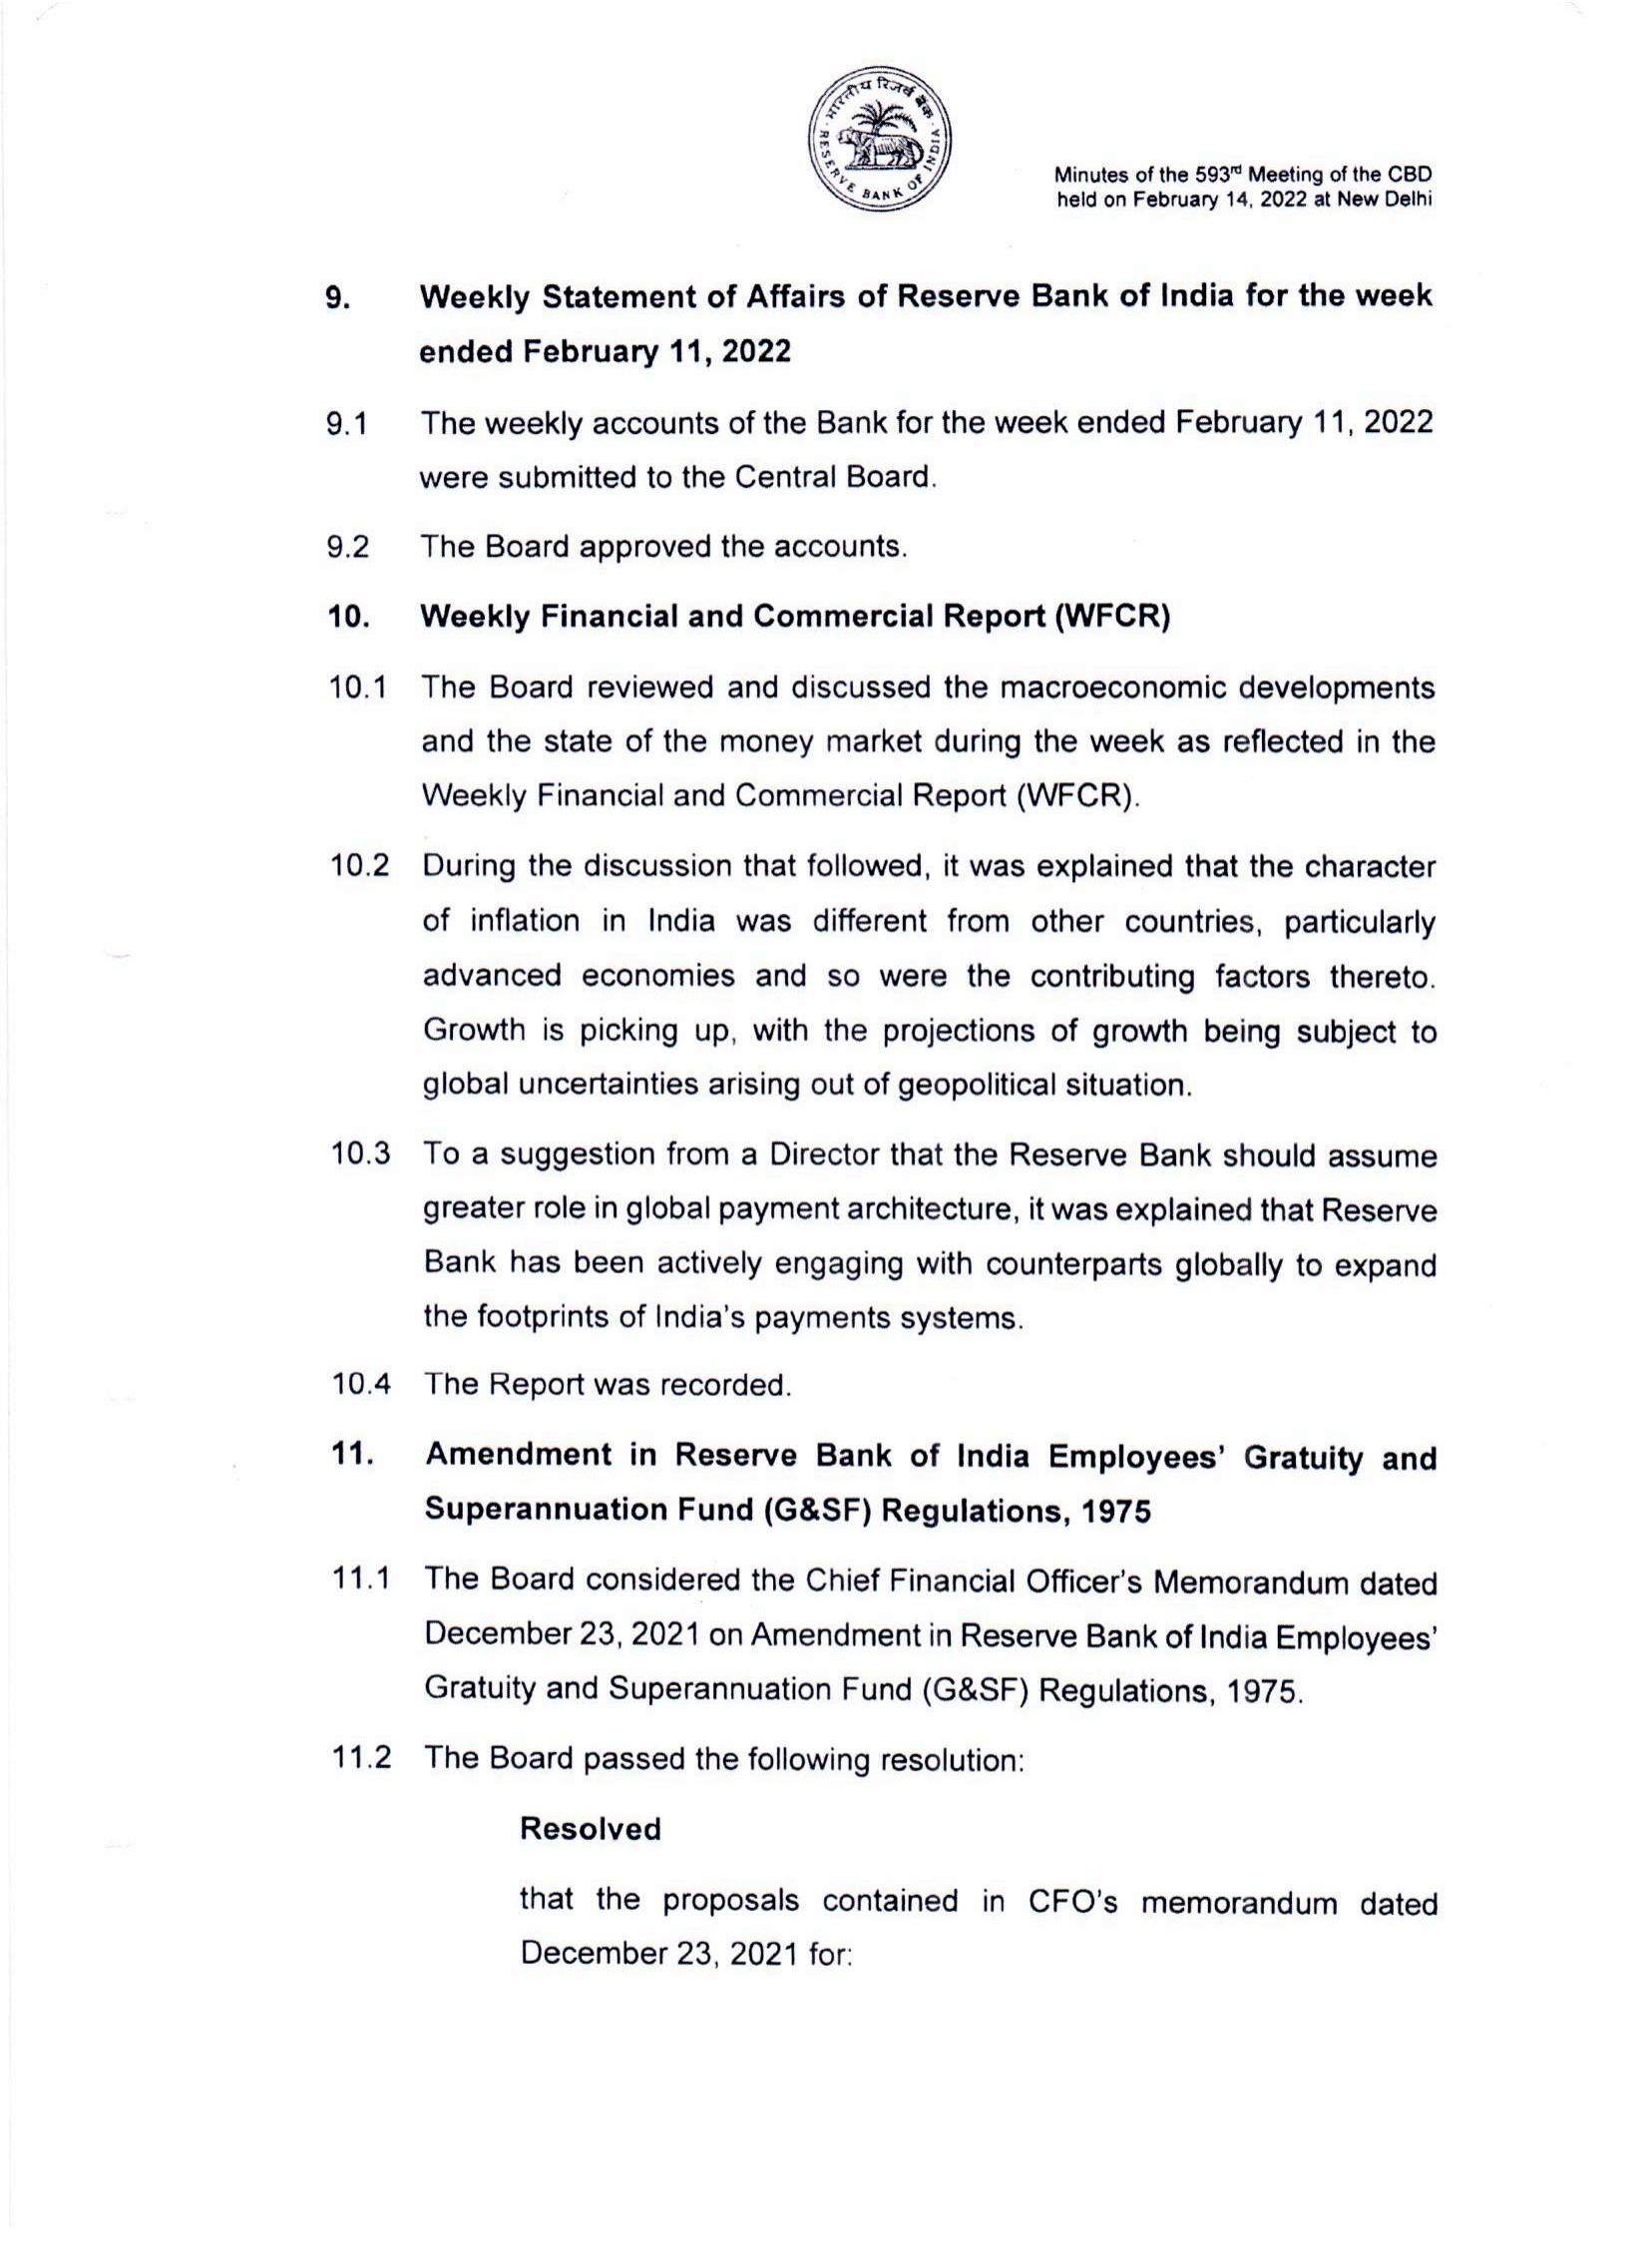 भारतीय रिज़र्व बैंक
RESERVE BANK OF INDIA
Minutes of the 593rd Meeting of the CBD
held on February 14, 2022 at New Delhi
9. Weekly Statement of Affairs of Reserve Bank of India for the week
ended February 11, 2022
9.1 The weekly accounts of the Bank for the week ended February 11, 2022
were submitted to the Central Board.
9.2 The Board approved the accounts.
10. Weekly Financial and Commercial Report (WFCR)
10.1 The Board reviewed and discussed the macroeconomic developments
and the state of the money market during the week as reflected in the
Weekly Financial and Commercial Report (WFCR).
10.2 During the discussion that followed, it was explained that the character
of inflation in India was different from other countries, particularly
advanced economies and so were the contributing factors thereto.
Growth is picking up, with the projections of growth being subject to
global uncertainties arising out of geopolitical situation.
10.3 To a suggestion from a Director that the Reserve Bank should assume
greater role in global payment architecture, it was explained that Reserve
Bank has been actively engaging with counterparts globally to expand
the footprints of India's payments systems.
10.4 The Report was recorded.
11. Amendment in Reserve Bank of India Employees' Gratuity and
Superannuation Fund (G&SF) Regulations, 1975
11.1 The Board considered the Chief Financial Officer's Memorandum dated
December 23, 2021 on Amendment in Reserve Bank of India Employees'
Gratuity and Superannuation Fund (G&SF) Regulations, 1975.
11.2 The Board passed the following resolution:
Resolved
that the proposals contained in CFO's memorandum dated
December 23, 2021 for: